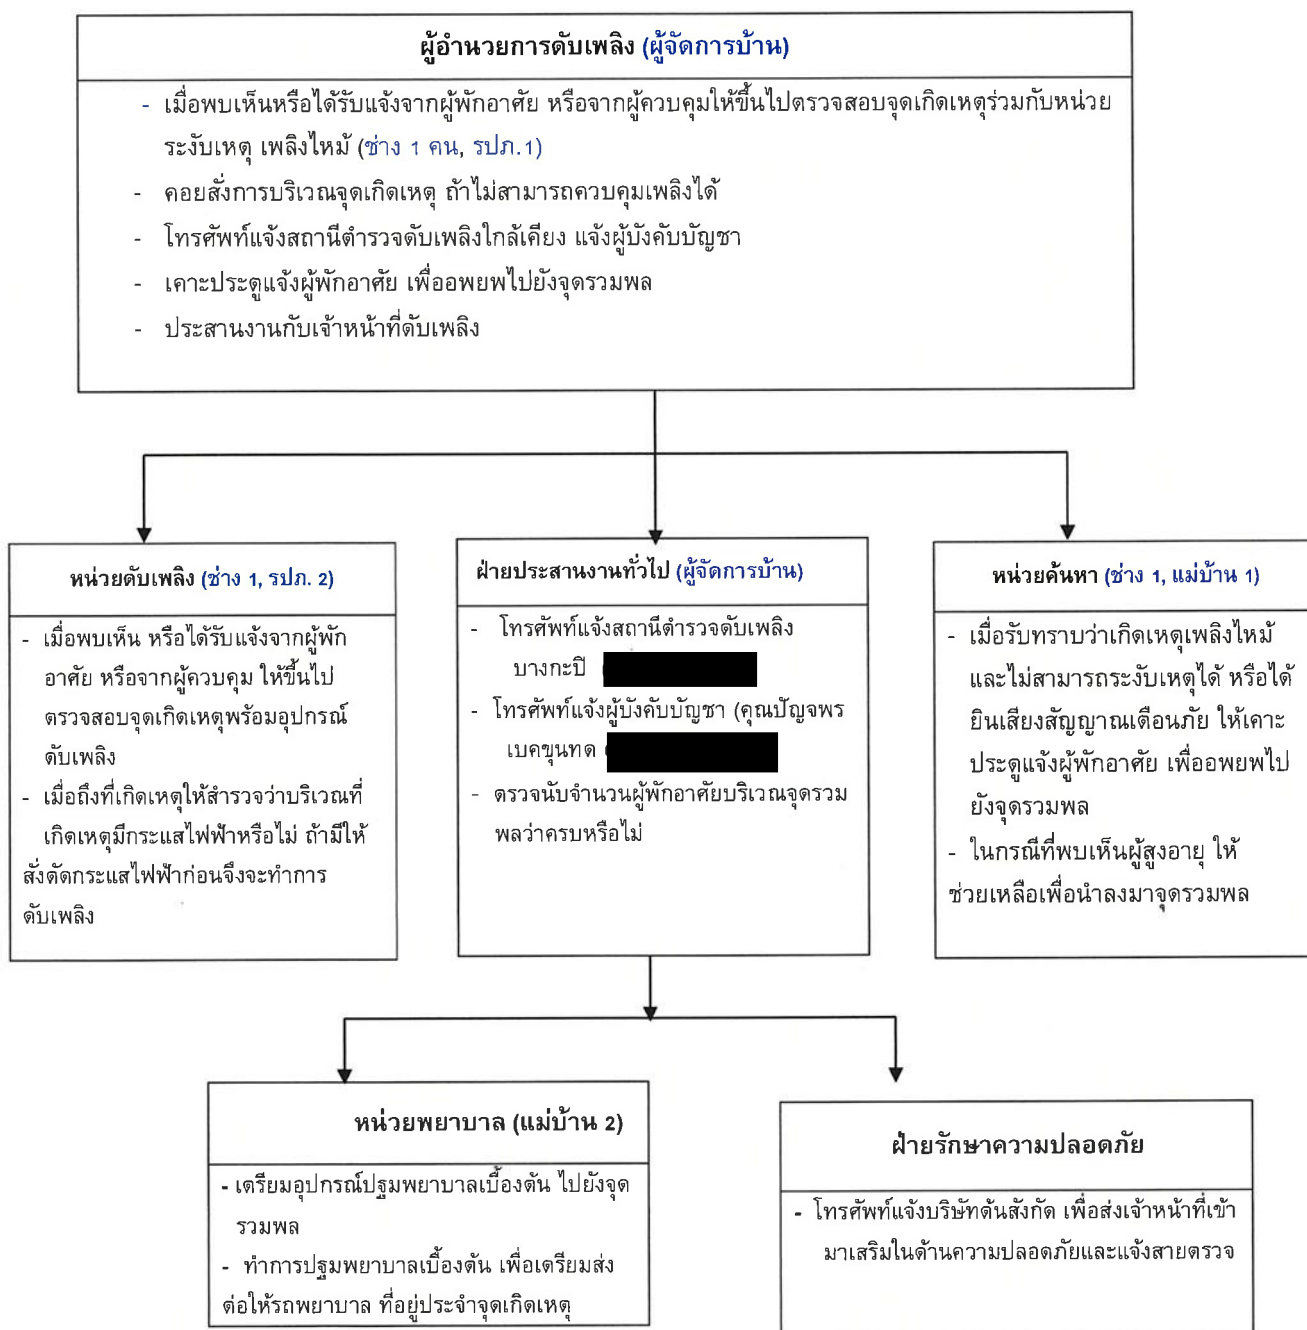 ผู้อำนวยการดับเพลิง (ผู้จัดการบ้าน)
- เมื่อพบเห็นหรือได้รับแจ้งจากผู้พักอาศัย หรือจากผู้ควบคุมให้ขึ้นไปตรวจสอบจุดเกิดเหตุร่วมกับหน่วย
ระงับเหตุ เพลิงไหม้ (ช่าง 1 คน, รปภ.1)
- คอยสั่งการบริเวณจุดเกิดเหตุ ถ้าไม่สามารถควบคุมเพลิงได้
- โทรศัพท์แจ้งสถานีตำรวจดับเพลิงใกล้เคียง แจ้งผู้บังคับบัญชา
- เคาะประตูแจ้งผู้พักอาศัย เพื่ออพยพไปยังจุดรวมพล
- ประสานงานกับเจ้าหน้าที่ดับเพลิง
หน่วยดับเพลิง (ช่าง 1, รปภ. 2)
- เมื่อพบเห็น หรือได้รับแจ้งจากผู้พัก
อาศัย หรือจากผู้ควบคุม ให้ขึ้นไป
ตรวจสอบจุดเกิดเหตุพร้อมอุปกรณ์
ดับเพลิง
- เมื่อถึงที่เกิดเหตุให้สำรวจว่าบริเวณที่
เกิดเหตุมีกระแสไฟฟ้าหรือไม่ ถ้ามีให้
สั่งตัดกระแสไฟฟ้าก่อนจึงจะทำการ
ดับเพลิง
ฝ่ายประสานงานทั่วไป (ผู้จัดการบ้าน)
- โทรศัพท์แจ้งสถานีตำรวจดับเพลิง
บางกะปิ
- โทรศัพท์แจ้งผู้บังคับบัญชา (คุณปัญจพร
เบคขุนทด
- ตรวจนับจำนวนผู้พักอาศัยบริเวณจุดรวม
พลว่าครบหรือไม่
หน่วยค้นหา (ช่าง 1, แม่บ้าน 1)
- เมื่อรับทราบว่าเกิดเหตุเพลิงไหม้
และไม่สามารถระงับเหตุได้ หรือได้
ยินเสียงสัญญาณเตือนภัย ให้เคาะ
ประตูแจ้งผู้พักอาศัย เพื่ออพยพไป
ยังจุดรวมพล
- ในกรณีที่พบเห็นผู้สูงอายุ ให้
ช่วยเหลือเพื่อนำลงมาจุดรวมพล
หน่วยพยาบาล (แม่บ้าน 2)
- เตรียมอุปกรณ์ปฐมพยาบาลเบื้องต้น ไปยังจุด
รวมพล
- ทำการปฐมพยาบาลเบื้องต้น เพื่อเตรียมส่ง
ต่อให้รถพยาบาล ที่อยู่ประจำจุดเกิดเหตุ
ฝ่ายรักษาความปลอดภัย
- โทรศัพท์แจ้งบริษัทต้นสังกัด เพื่อส่งเจ้าหน้าที่เข้า
มาเสริมในด้านความปลอดภัยและแจ้งสายตรวจ